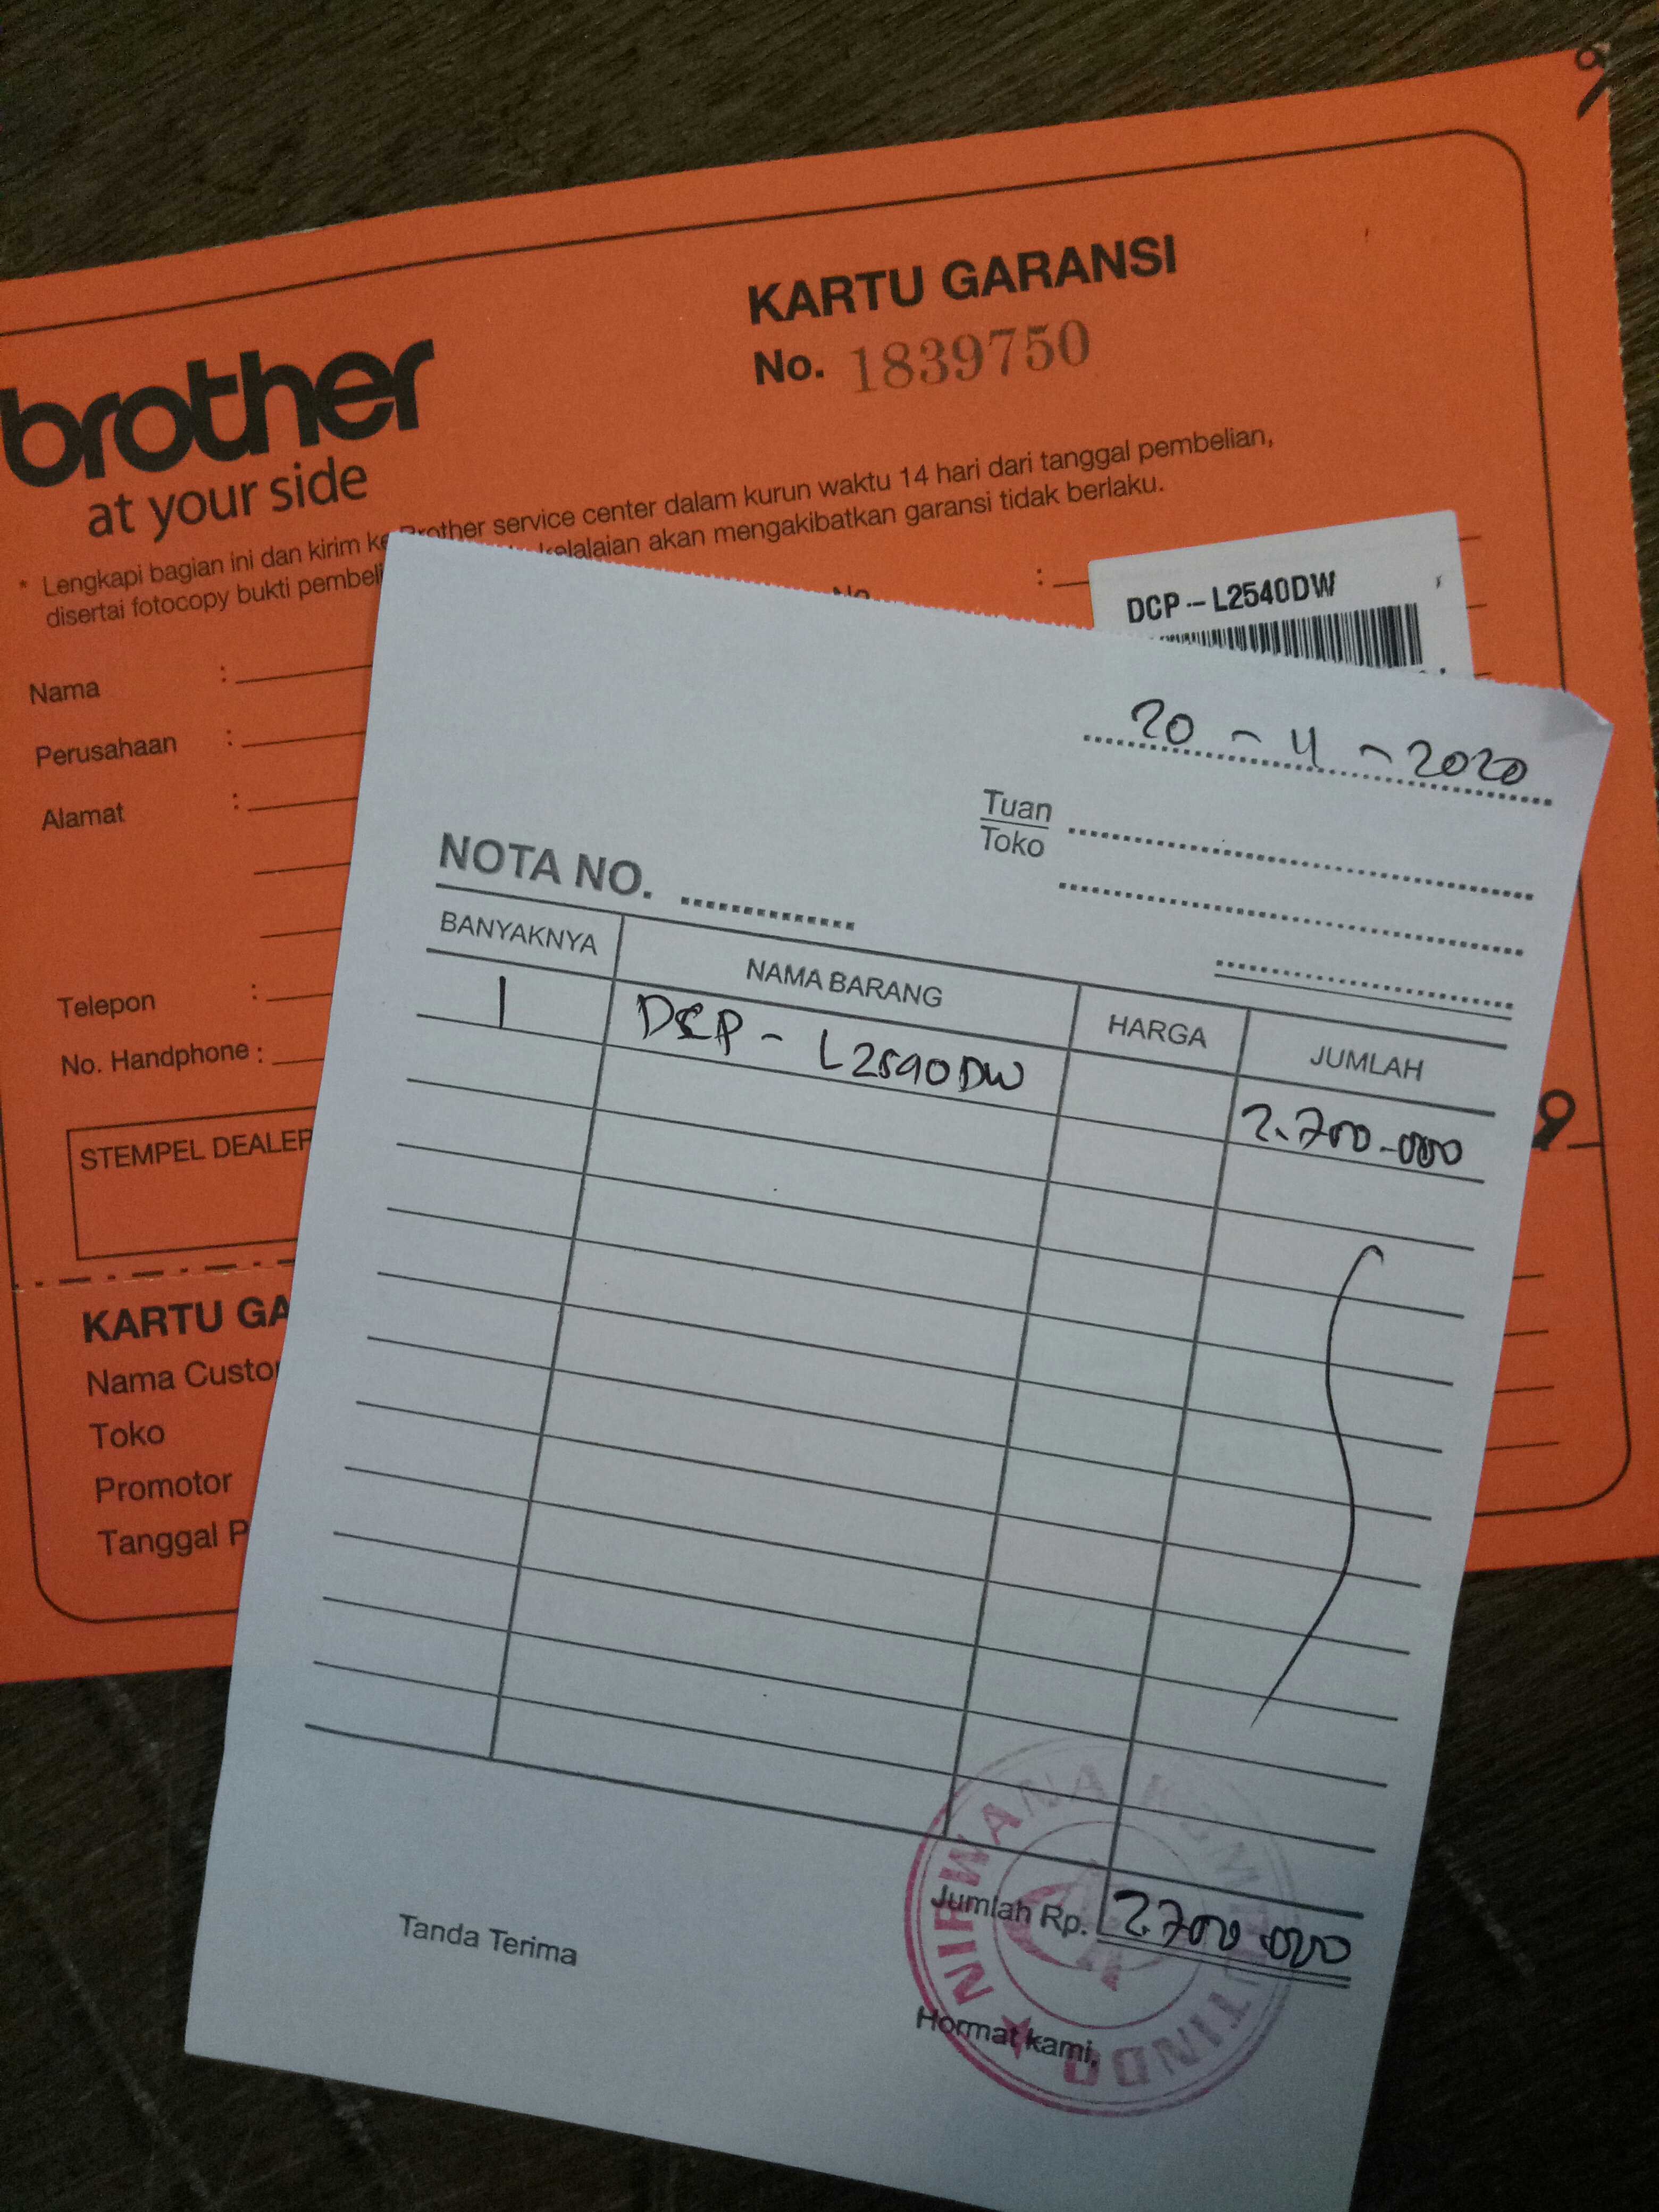 KARTU GARANSI
No. 1839750
brother
at your side
* Lengkapi bagian ini dan kirim ke Brother service center dalam kurun waktu 14 hari dari tanggal pembelian,
disertai fotocopy bukti pembeli kelalaian akan mengakibatkan garansi tidak berlaku.
No :
DCP - L2540DW
Nama :
Perusahaan :
Alamat :
Telepon :
No. Handphone :
STEMPEL DEALER
KARTU GA
Nama Custo
Toko
Promotor
Tanggal P
20 - 4 - 2020
Tuan
Toko
NOTA NO.
BANYAKNYA NAMA BARANG HARGA JUMLAH
1 DCP - L2540DW 2.700.000
Jumlah Rp. 2.700.000
Tanda Terima
Hormat kami,
NIRWANA KOMPUTINDO